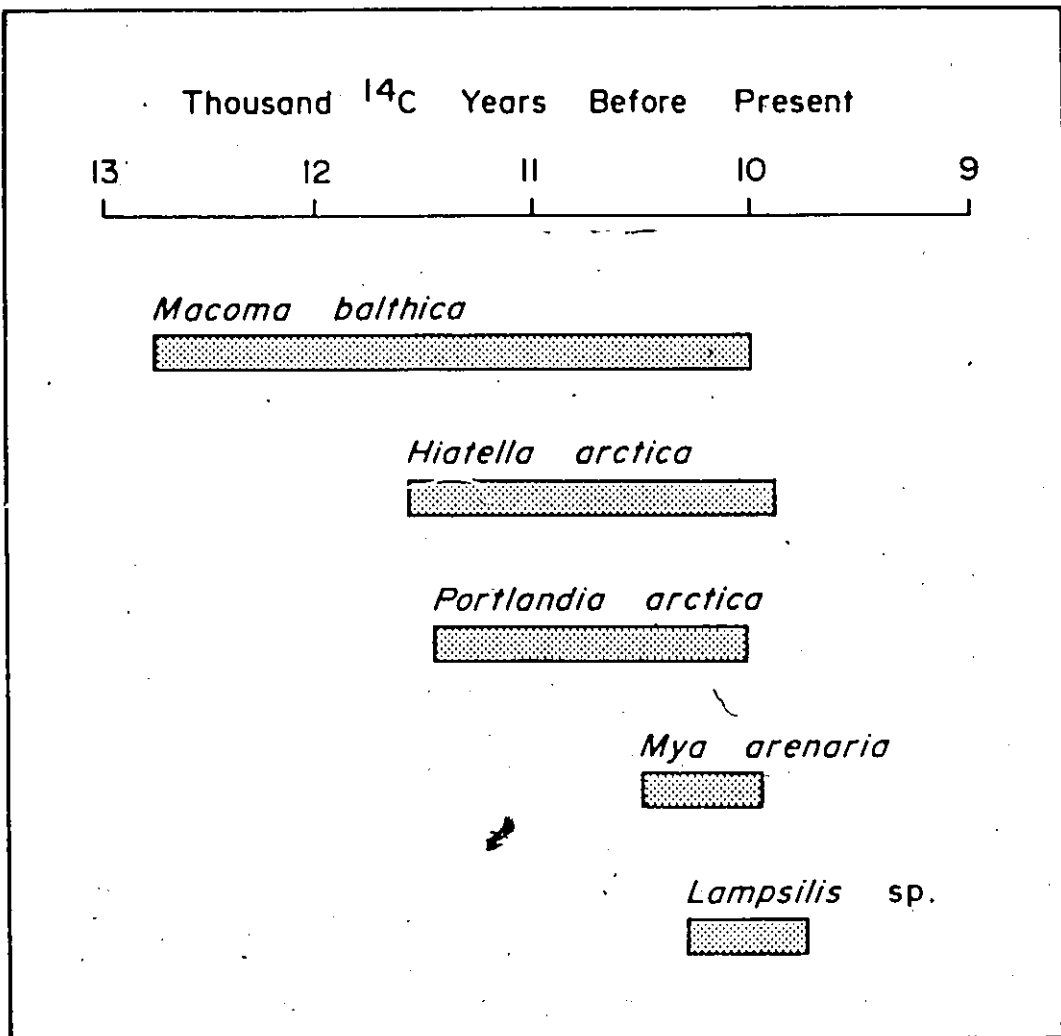 Thousand ¹⁴C Years Before Present
13 12 11 10 9
Macoma balthica
Hiatella arctica
Portlandia arctica
Mya arenaria
Lampsilis sp.